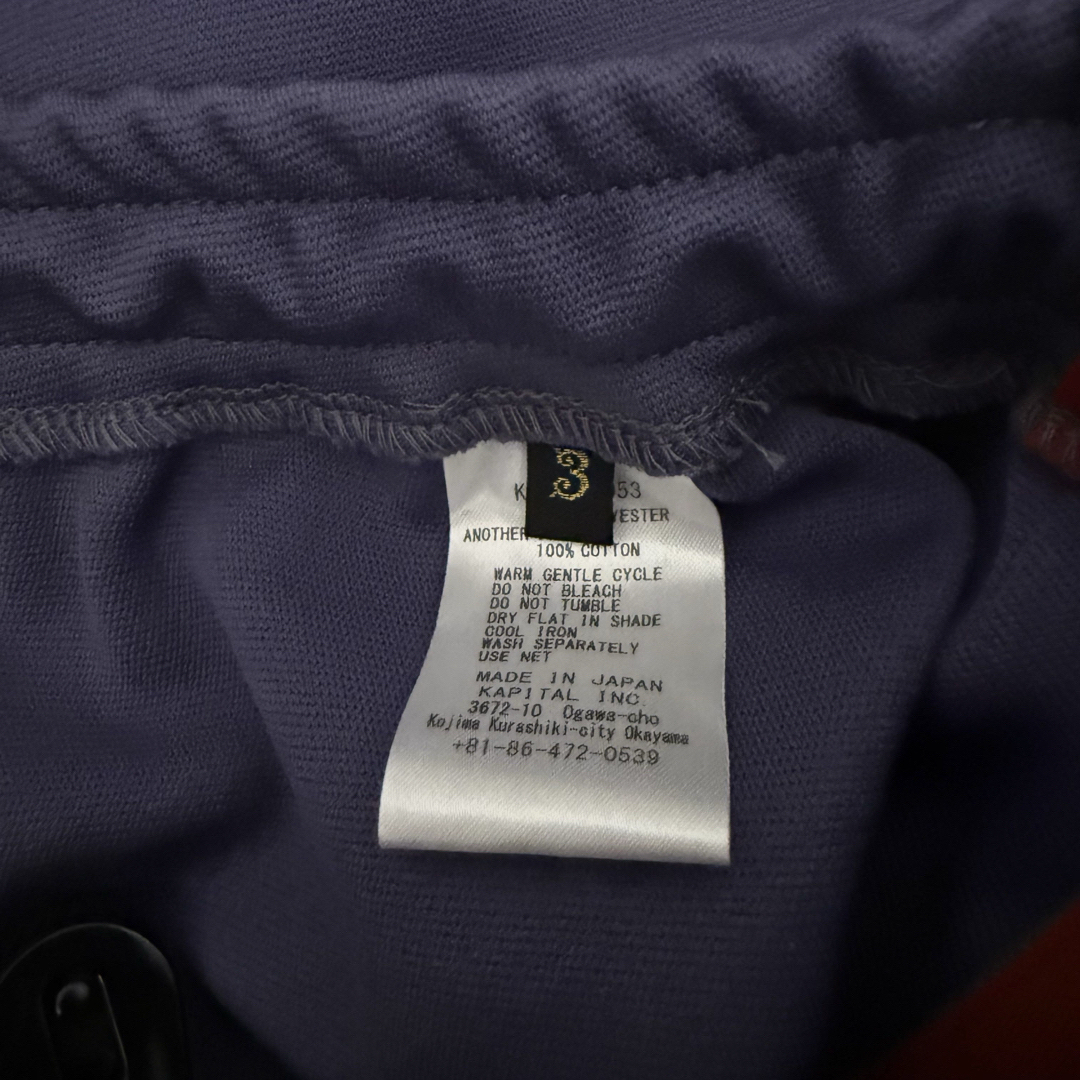 3
53
ANOTHER
100% COTTON
WARM GENTLE CYCLE
DO NOT BLEACH
DO NOT TUMBLE
DRY FLAT IN SHADE
COOL IRON
WASH SEPARATELY
USE NET
MADE IN JAPAN
KAPITAL INC.
3672-10 Ogawa-cho
Kojima Kurashiki-city Okayama
+81-86-472-0539